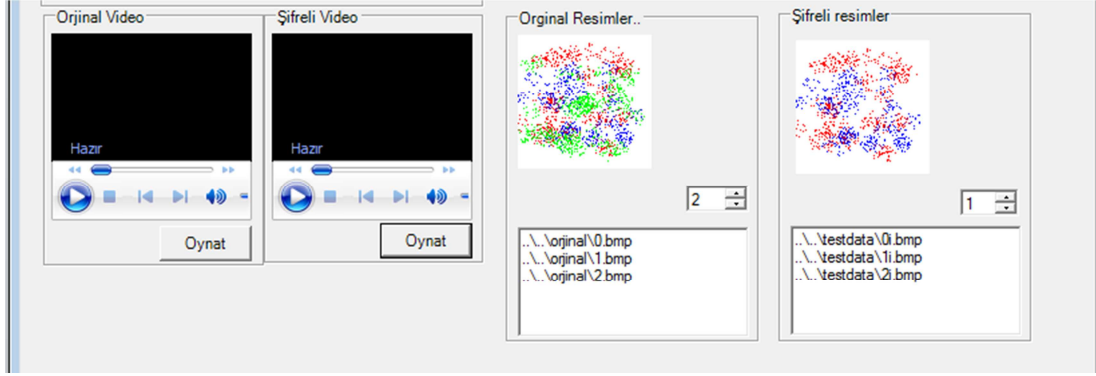 Orjinal Video
Hazır
Oynat
Şifreli Video
Hazır
Oynat
Orginal Resimler..
2
..\..\orjinal\0.bmp
..\..\orjinal\1.bmp
..\..\orjinal\2.bmp
Şifreli resimler
1
..\..\testdata\0i.bmp
..\..\testdata\1i.bmp
..\..\testdata\2i.bmp